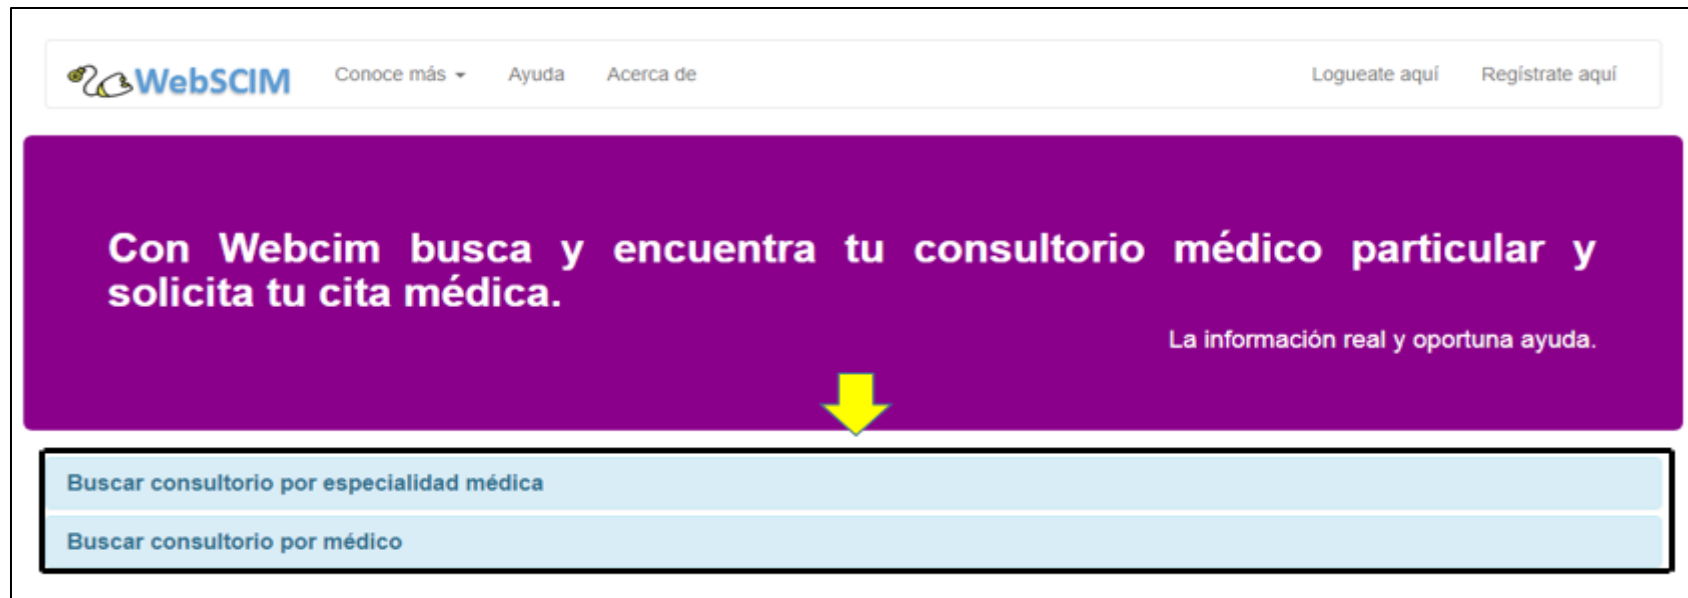 WebSCIM Conoce más Ayuda Acerca de Logueate aquí Regístrate aquí
Con Webcim busca y encuentra tu consultorio médico particular y
solicita tu cita médica.
La información real y oportuna ayuda.
Buscar consultorio por especialidad médica
Buscar consultorio por médico